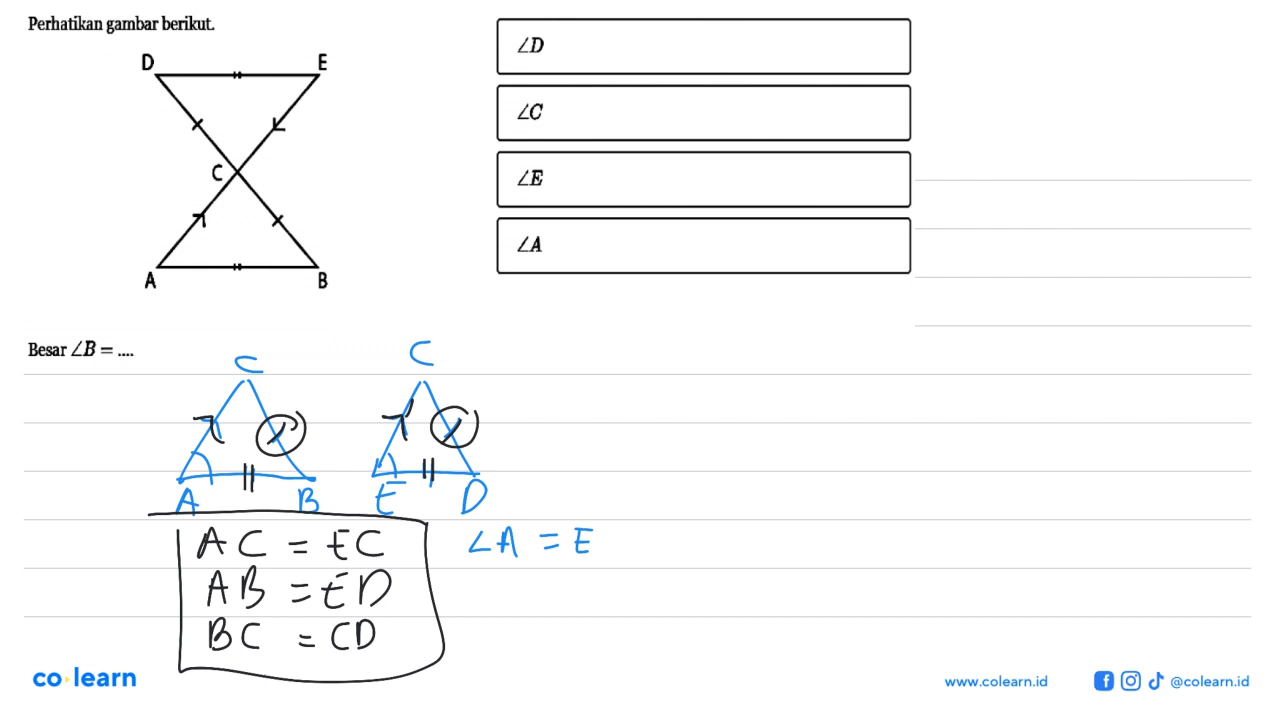 Perhatikan gambar berikut.
D E
C
A B
∠D
∠C
∠E
∠A
Besar ∠B = ....
C C
A B E D
AC = EC
∠A = E
AB = ED
BC = CD
co learn
www.colearn.id @colearn.id